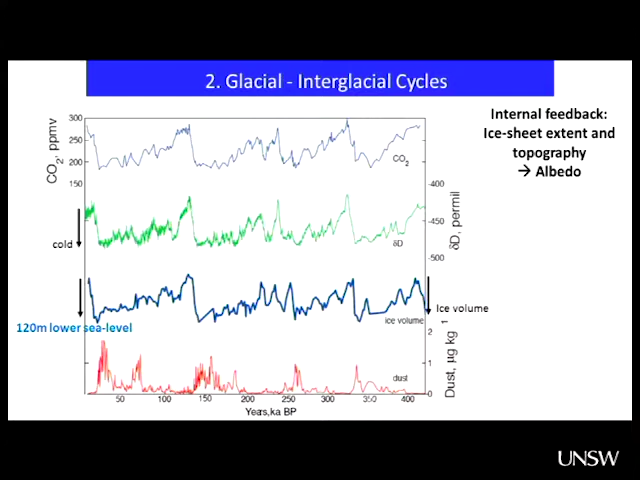 2. Glacial - Interglacial Cycles
Internal feedback:
Ice-sheet extent and
topography
→ Albedo
300
250
200
150
CO2, ppmv
CO2
-400
-450
-500
δD, permil
cold
δD
Ice volume
ice volume
120m lower sea-level
2
1
0
Dust, µg kg 1
dust
50
100
150
200
250
300
350
400
Years,ka BP
UNSW